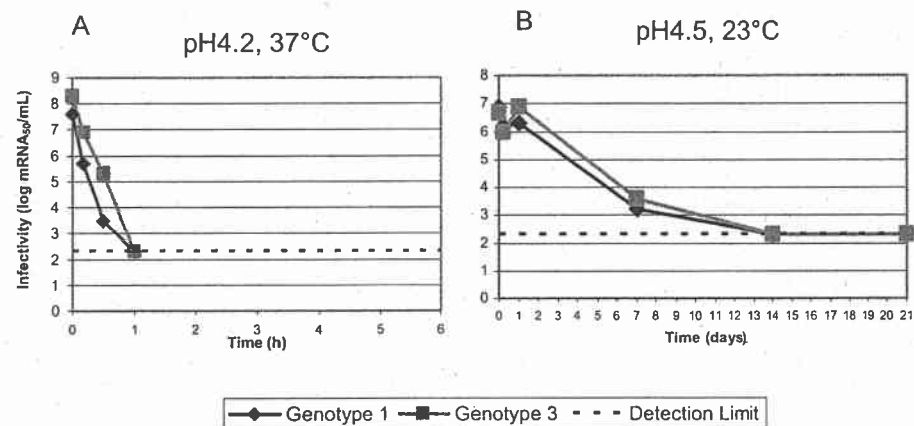 A
pH4.2, 37°C
Infectivity (log mRNA₅₀/mL)
9
8
7
6
5
4
3
2
1
0
0 1 2 3 4 5 6
Time (h)
B
pH4.5, 23°C
8
7
6
5
4
3
2
1
0
0 1 2 3 4 5 6 7 8 9 10 11 12 13 14 15 16 17 18 19 20 21
Time (days)
Genotype 1 Genotype 3 Detection Limit